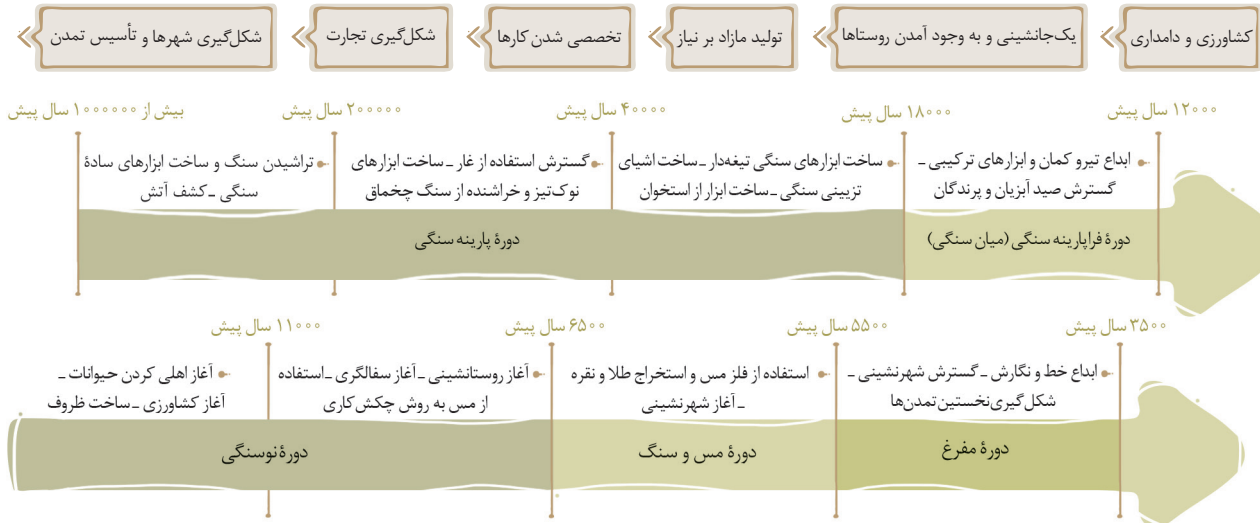 کشاورزی و دامداری
یک‌جانشینی و به وجود آمدن روستاها
تولید مازاد بر نیاز
تخصصی شدن کارها
شکل‌گیری تجارت
شکل‌گیری شهرها و تأسیس تمدن
بیش از ۱۰۰۰۰۰۰ سال پیش
۲۰۰۰۰۰ سال پیش
۴۰۰۰۰ سال پیش
۱۸۰۰۰ سال پیش
۱۲۰۰۰ سال پیش
تراشیدن سنگ و ساخت ابزارهای سادهٔ
سنگی ـ کشف آتش
گسترش استفاده از غار ـ ساخت ابزارهای
نوک‌تیز و خراشنده از سنگ چخماق
ساخت ابزارهای سنگی تیغه‌دار ـ ساخت اشیای
تزیینی سنگی ـ ساخت ابزار از استخوان
ابداع تیر و کمان و ابزارهای ترکیبی ـ
گسترش صید آبزیان و پرندگان
دورهٔ پارینه سنگی
دورهٔ فراپارینه سنگی (میان سنگی)
۱۱۰۰۰ سال پیش
۶۵۰۰ سال پیش
۵۵۰۰ سال پیش
۳۵۰۰ سال پیش
آغاز اهلی کردن حیوانات ـ
آغاز کشاورزی ـ ساخت ظروف
آغاز روستانشینی ـ آغاز سفالگری ـ استفاده
از مس به روش چکش‌کاری
استفاده از فلز مس و استخراج طلا و نقره
ـ آغاز شهرنشینی
ابداع خط و نگارش ـ گسترش شهرنشینی ـ
شکل‌گیری نخستین تمدن‌ها
دورهٔ نوسنگی
دورهٔ مس و سنگ
دورهٔ مفرغ